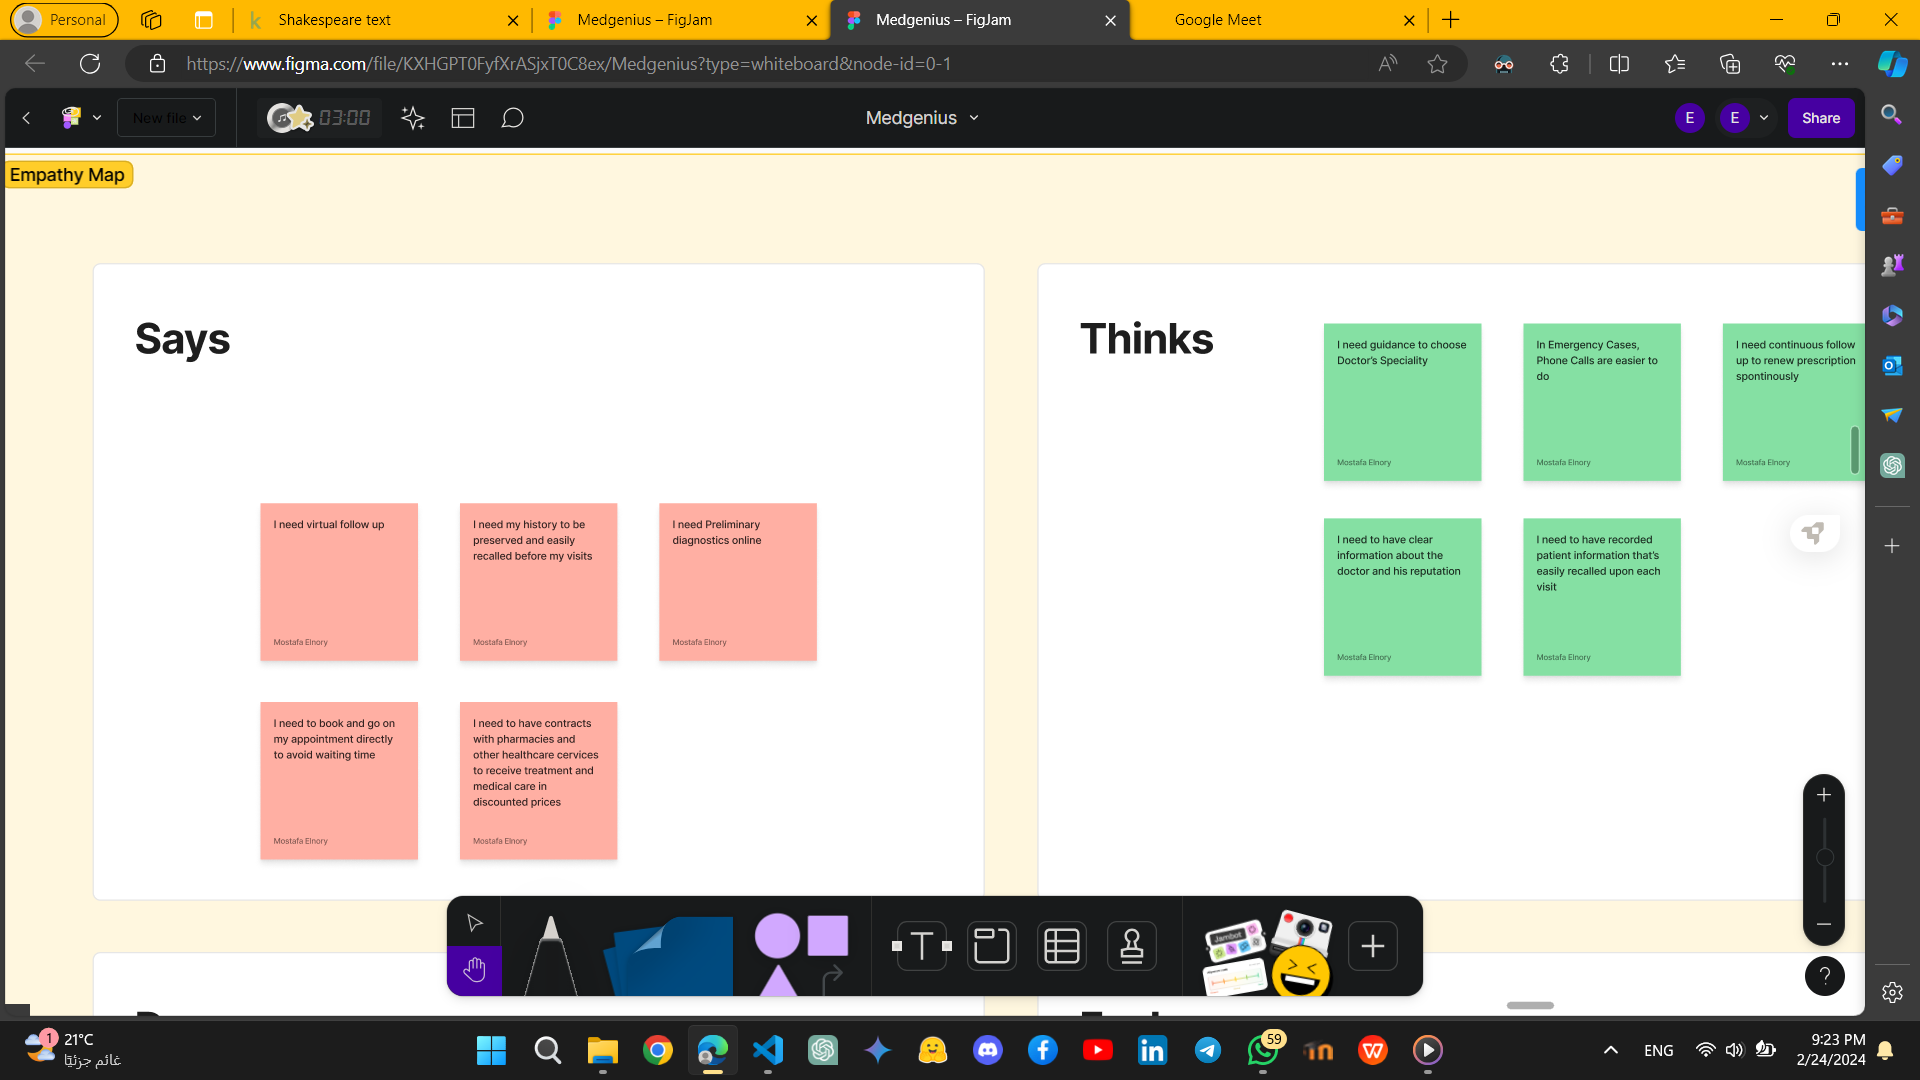 Personal
Shakespeare text
Medgenius – FigJam
Medgenius – FigJam
Google Meet
https://www.figma.com/file/KXHGPT0FyfXrASjxT0C8ex/Medgenius?type=whiteboard&node-id=0-1
New file
03:00
Medgenius
E
E
Share
Empathy Map
Says
I need virtual follow up
Mostafa Elnory
I need my history to be
preserved and easily
recalled before my visits
Mostafa Elnory
I need Preliminary
diagnostics online
Mostafa Elnory
I need to book and go on
my appointment directly
to avoid waiting time
Mostafa Elnory
I need to have contracts
with pharmacies and
other healthcare cervices
to receive treatment and
medical care in
discounted prices
Mostafa Elnory
Thinks
I need guidance to choose
Doctor's Speciality
Mostafa Elnory
In Emergency Cases,
Phone Calls are easier to
do
Mostafa Elnory
I need continuous follow
up to renew prescription
spontinously
Mostafa Elnory
I need to have clear
information about the
doctor and his reputation
Mostafa Elnory
I need to have recorded
patient information that's
easily recalled upon each
visit
Mostafa Elnory
Jambot
1
21°C
غائم جزئيًا
59
ENG
9:23 PM
2/24/2024